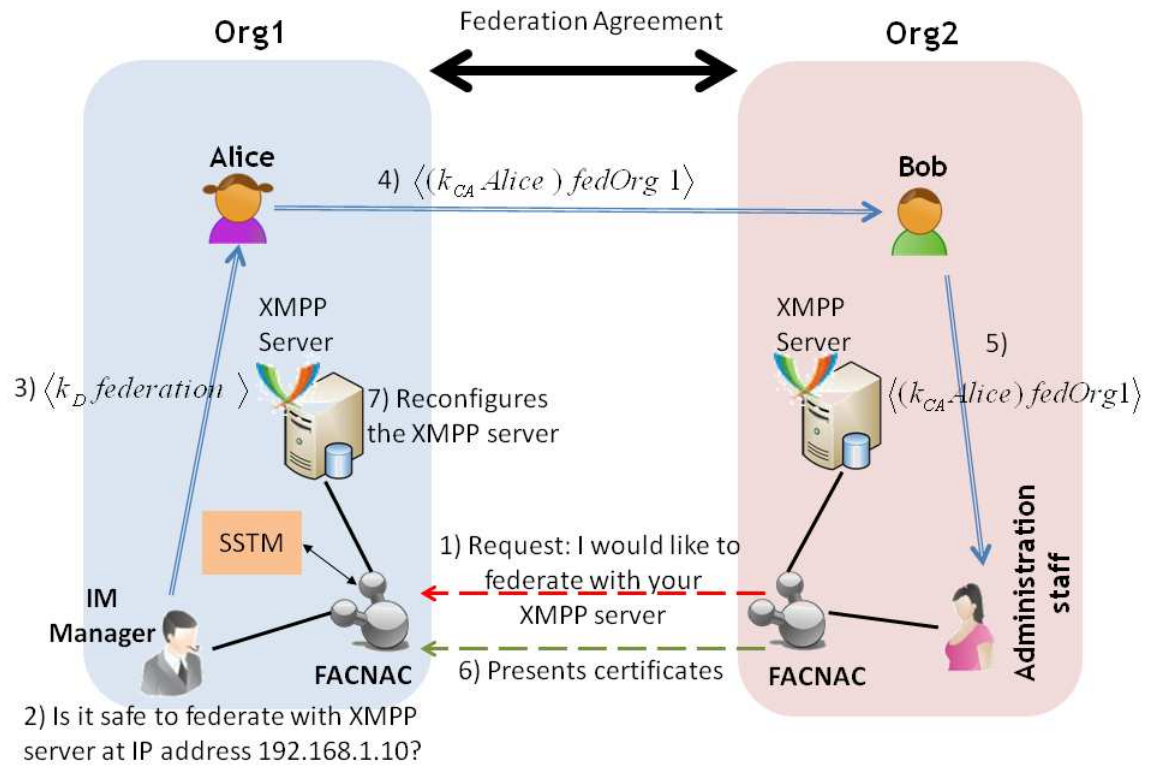 Federation Agreement
Org1
Org2
Alice
Bob
4) ⟨(k_CA Alice ) fedOrg 1⟩
XMPP
Server
XMPP
Server
5)
3) ⟨k_D federation ⟩
⟨(k_CA Alice) fedOrg1⟩
7) Reconfigures
the XMPP server
SSTM
1) Request: I would like to
federate with your
XMPP server
IM
Manager
Administration
staff
FACNAC
6) Presents certificates
FACNAC
2) Is it safe to federate with XMPP
server at IP address 192.168.1.10?